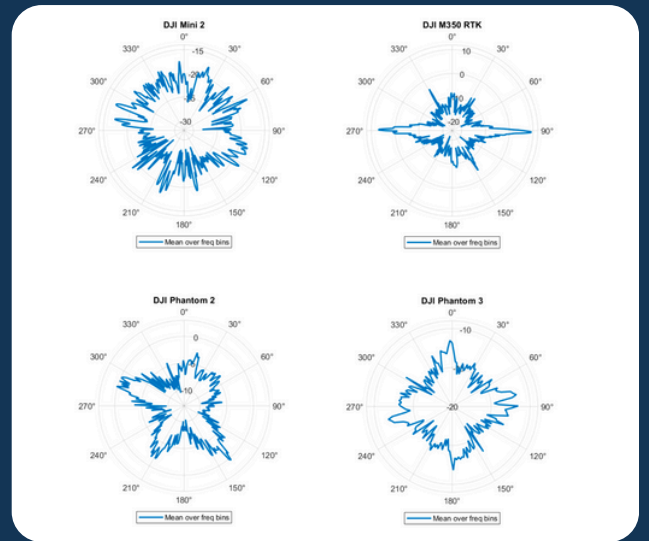 DJI Mini 2
0°
330° -15 30°
-20
300° 60°
-25
-30
270° 90°
240° 120°
210° 150°
180°
Mean over freq bins
DJI M350 RTK
0°
330° 10 30°
0
300° 60°
-10
-20
270° 90°
240° 120°
210° 150°
180°
Mean over freq bins
DJI Phantom 2
0°
330° 0 30°
300° 60°
-10
270° 90°
240° 120°
210° 150°
180°
Mean over freq bins
DJI Phantom 3
0°
330° -10 30°
300° 60°
-20
270° 90°
240° 120°
210° 150°
180°
Mean over freq bins